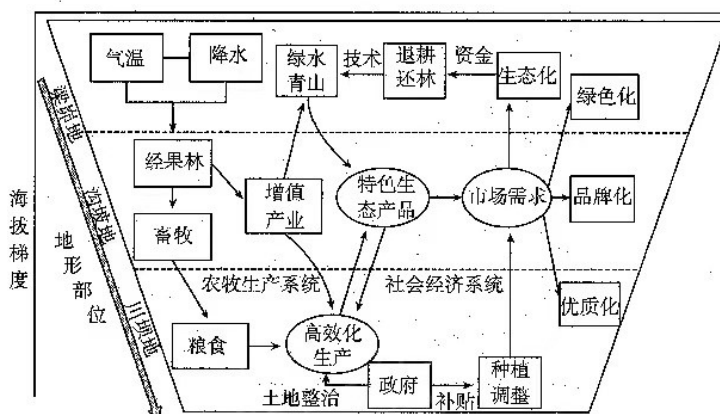 气温
降水
绿水
青山
技术
退耕
还林
资金
生态化
绿色化
梁峁地
经果林
增值
产业
特色生
态产品
市场需求
品牌化
沟坡地
海拔梯度
地形部位
畜牧
农牧生产系统
社会经济系统
优质化
川坝地
粮食
高效化
生产
政府
种植
调整
土地整治
补贴